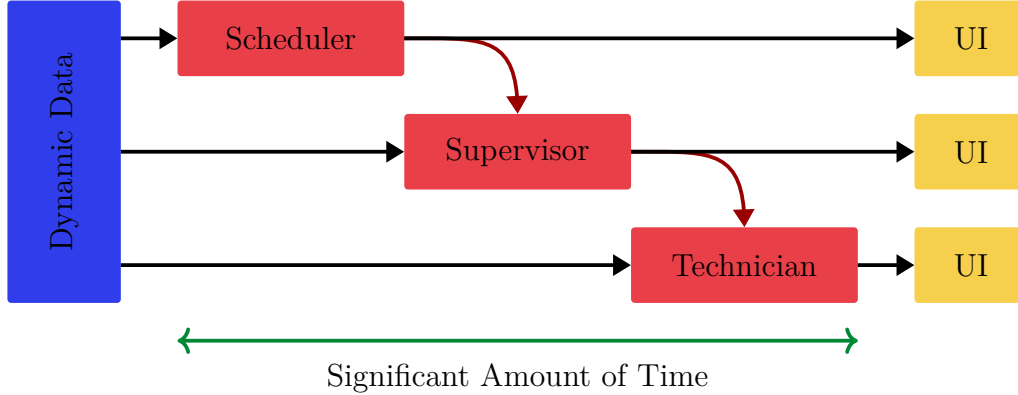 Dynamic Data
Scheduler
UI
Supervisor
UI
Technician
UI
Significant Amount of Time